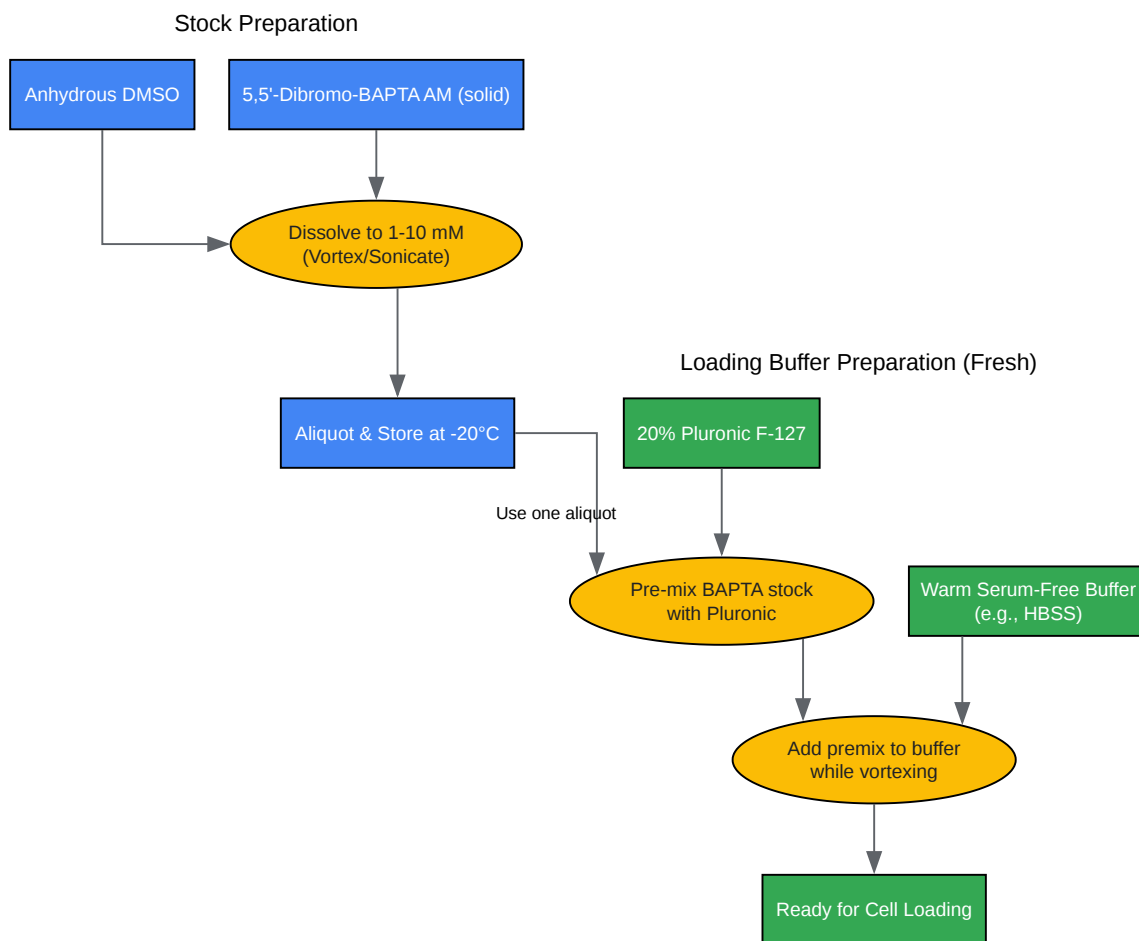 Stock Preparation
Anhydrous DMSO
5,5'-Dibromo-BAPTA AM (solid)
Dissolve to 1-10 mM
(Vortex/Sonicate)
Loading Buffer Preparation (Fresh)
Aliquot & Store at -20°C
20% Pluronic F-127
Use one aliquot
Pre-mix BAPTA stock
with Pluronic
Warm Serum-Free Buffer
(e.g., HBSS)
Add premix to buffer
while vortexing
Ready for Cell Loading